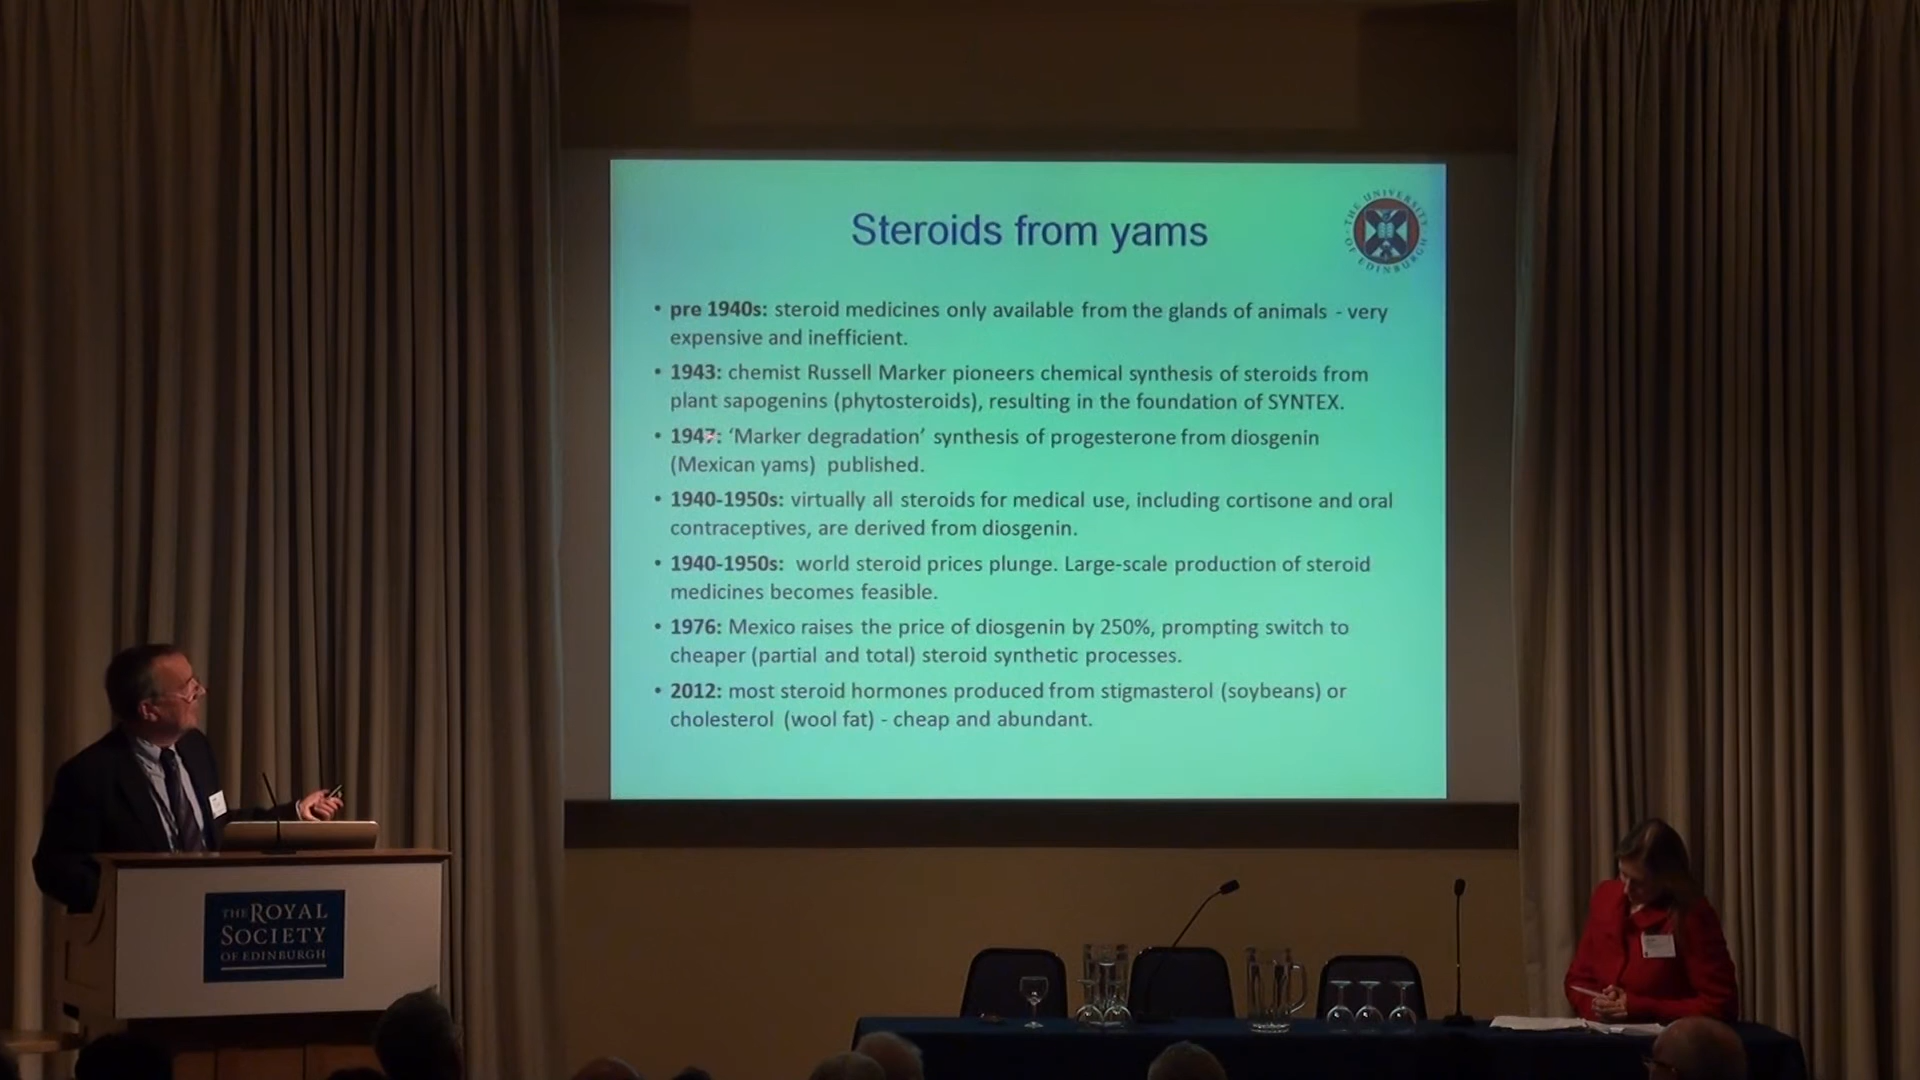 Steroids from yams
THE UNIVERSITY OF EDINBURGH
• pre 1940s: steroid medicines only available from the glands of animals - very
expensive and inefficient.
• 1943: chemist Russell Marker pioneers chemical synthesis of steroids from
plant sapogenins (phytosteroids), resulting in the foundation of SYNTEX.
• 1947: ‘Marker degradation’ synthesis of progesterone from diosgenin
(Mexican yams) published.
• 1940-1950s: virtually all steroids for medical use, including cortisone and oral
contraceptives, are derived from diosgenin.
• 1940-1950s: world steroid prices plunge. Large-scale production of steroid
medicines becomes feasible.
• 1976: Mexico raises the price of diosgenin by 250%, prompting switch to
cheaper (partial and total) steroid synthetic processes.
• 2012: most steroid hormones produced from stigmasterol (soybeans) or
cholesterol (wool fat) - cheap and abundant.
THE ROYAL
SOCIETY
OF EDINBURGH